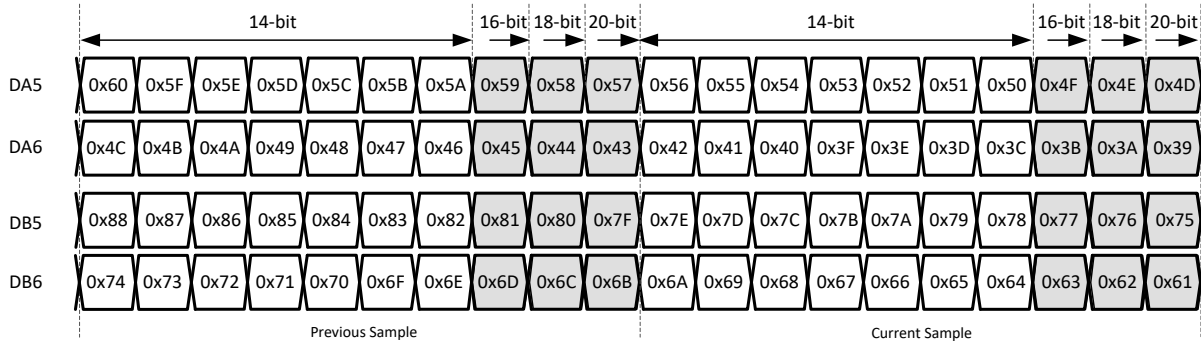 14-bit 16-bit 18-bit 20-bit 14-bit 16-bit 18-bit 20-bit
DA5 0x60 0x5F 0x5E 0x5D 0x5C 0x5B 0x5A 0x59 0x58 0x57 0x56 0x55 0x54 0x53 0x52 0x51 0x50 0x4F 0x4E 0x4D
DA6 0x4C 0x4B 0x4A 0x49 0x48 0x47 0x46 0x45 0x44 0x43 0x42 0x41 0x40 0x3F 0x3E 0x3D 0x3C 0x3B 0x3A 0x39
DB5 0x88 0x87 0x86 0x85 0x84 0x83 0x82 0x81 0x80 0x7F 0x7E 0x7D 0x7C 0x7B 0x7A 0x79 0x78 0x77 0x76 0x75
DB6 0x74 0x73 0x72 0x71 0x70 0x6F 0x6E 0x6D 0x6C 0x6B 0x6A 0x69 0x68 0x67 0x66 0x65 0x64 0x63 0x62 0x61
Previous Sample Current Sample